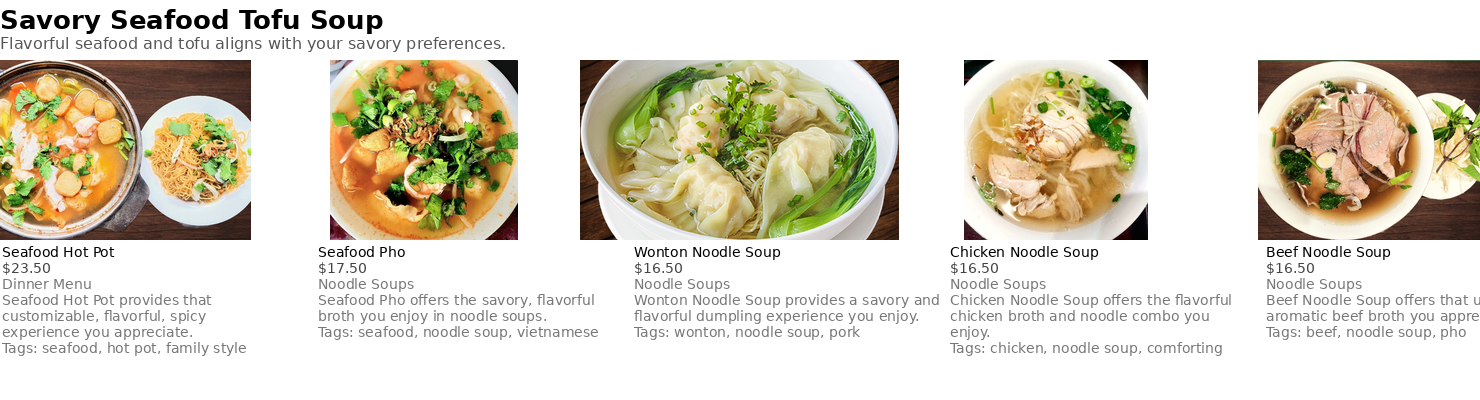 Savory Seafood Tofu Soup
Flavorful seafood and tofu aligns with your savory preferences.
Seafood Hot Pot
$23.50
Dinner Menu
Seafood Hot Pot provides that
customizable, flavorful, spicy
experience you appreciate.
Tags: seafood, hot pot, family style
Seafood Pho
$17.50
Noodle Soups
Seafood Pho offers the savory, flavorful
broth you enjoy in noodle soups.
Tags: seafood, noodle soup, vietnamese
Wonton Noodle Soup
$16.50
Noodle Soups
Wonton Noodle Soup provides a savory and
flavorful dumpling experience you enjoy.
Tags: wonton, noodle soup, pork
Chicken Noodle Soup
$16.50
Noodle Soups
Chicken Noodle Soup offers the flavorful
chicken broth and noodle combo you
enjoy.
Tags: chicken, noodle soup, comforting
Beef Noodle Soup
$16.50
Noodle Soups
Beef Noodle Soup offers that
aromatic beef broth you
Tags: beef, noodle soup, pho